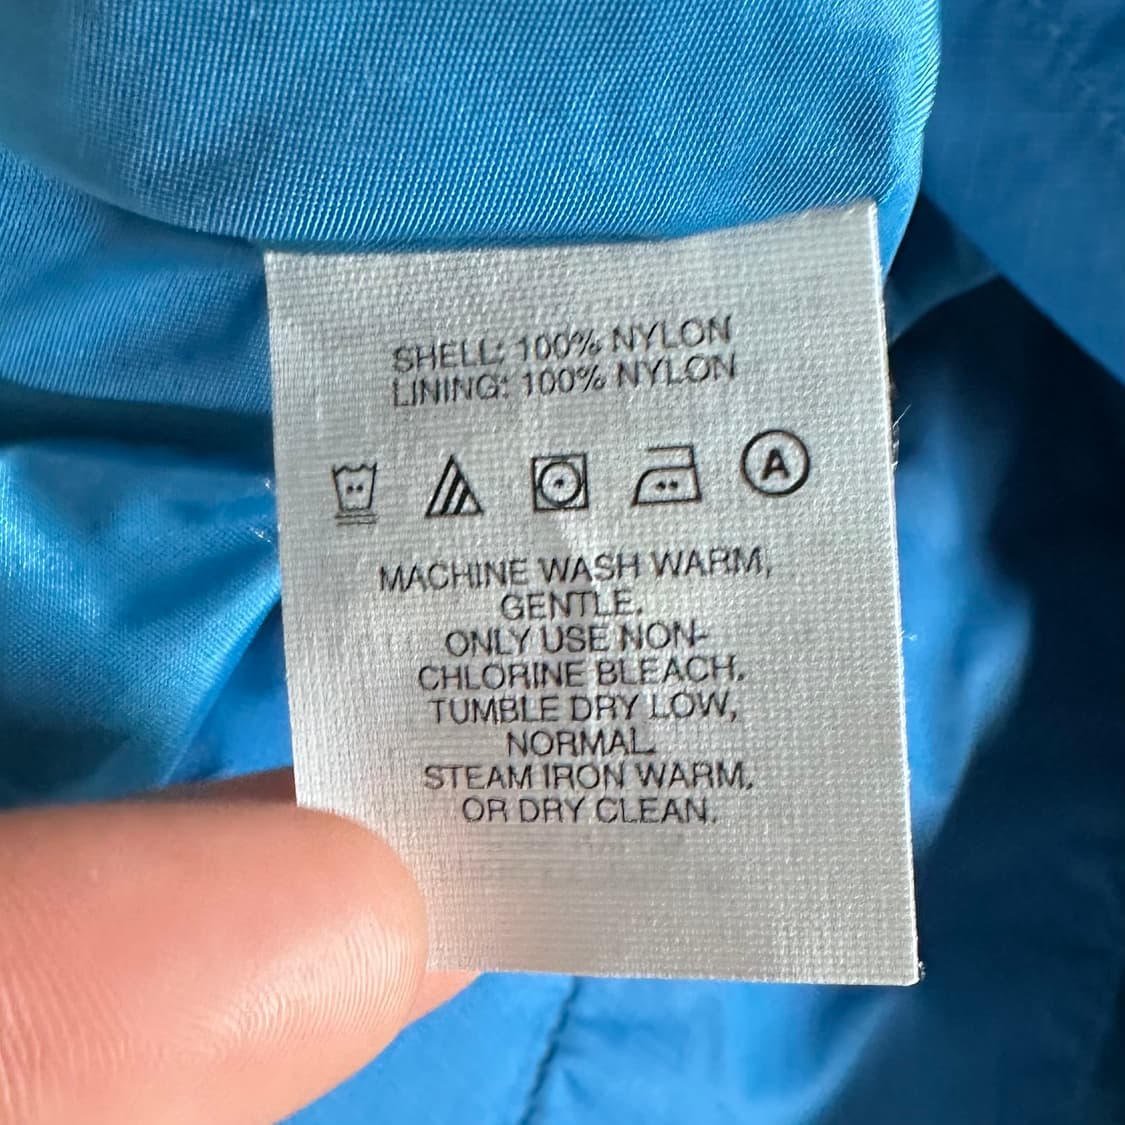 SHELL: 100% NYLON
LINING: 100% NYLON
A
MACHINE WASH WARM,
GENTLE.
ONLY USE NON-
CHLORINE BLEACH.
TUMBLE DRY LOW,
NORMAL.
STEAM IRON WARM,
OR DRY CLEAN.